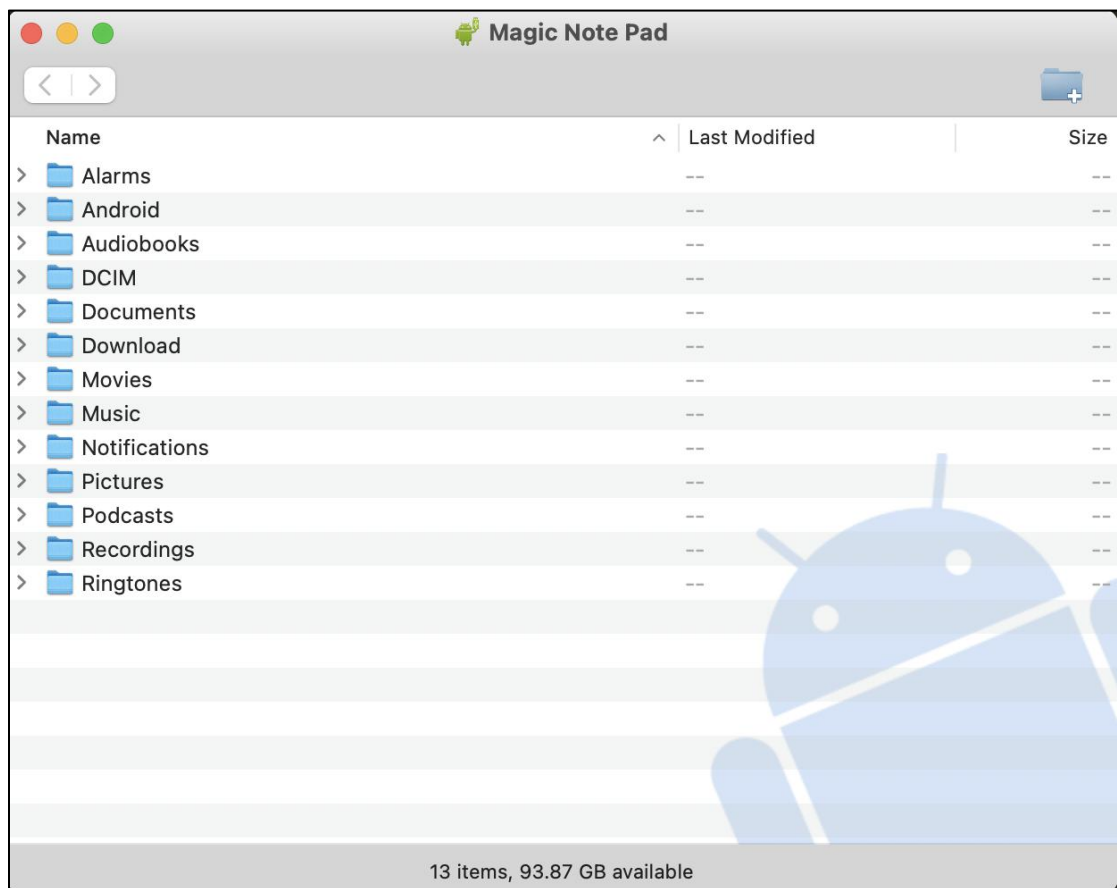 Magic Note Pad
Name Last Modified Size
Alarms -- --
Android -- --
Audiobooks -- --
DCIM -- --
Documents -- --
Download -- --
Movies -- --
Music -- --
Notifications -- --
Pictures -- --
Podcasts -- --
Recordings -- --
Ringtones -- --
13 items, 93.87 GB available